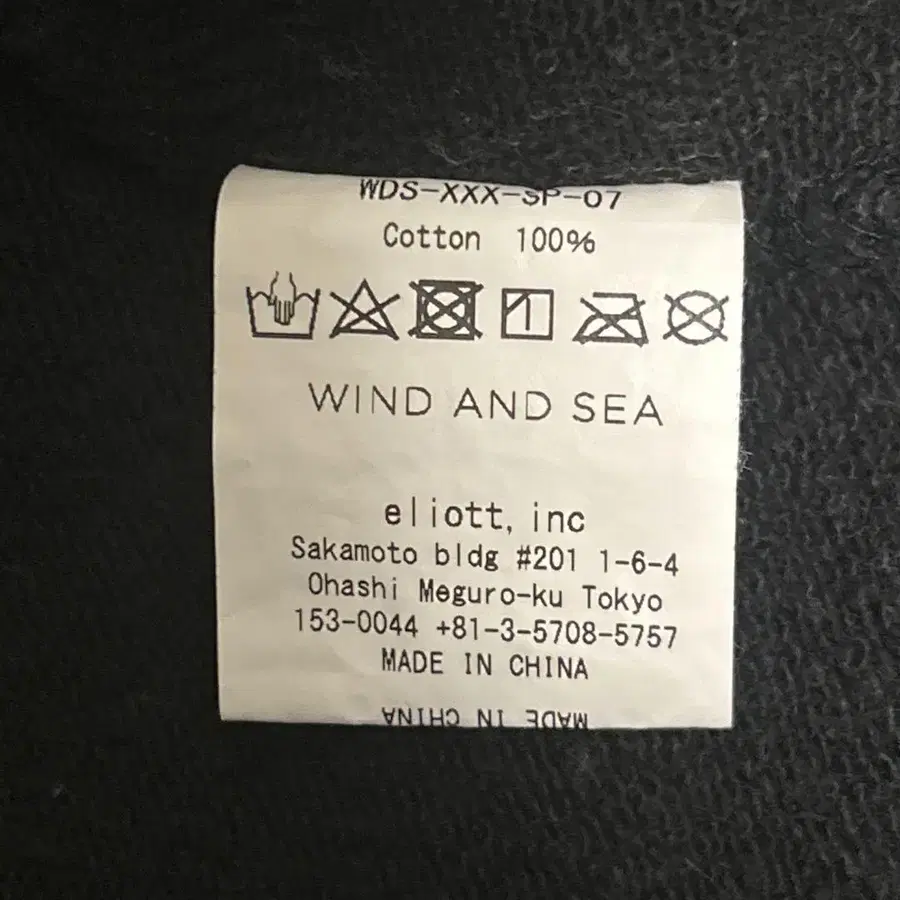 WDS-XXX-SP-07
Cotton 100%
WIND AND SEA
eliott, inc
Sakamoto bldg #201 1-6-4
Ohashi Meguro-ku Tokyo
153-0044 +81-3-5708-5757
MADE IN CHINA
MADE IN CHINA